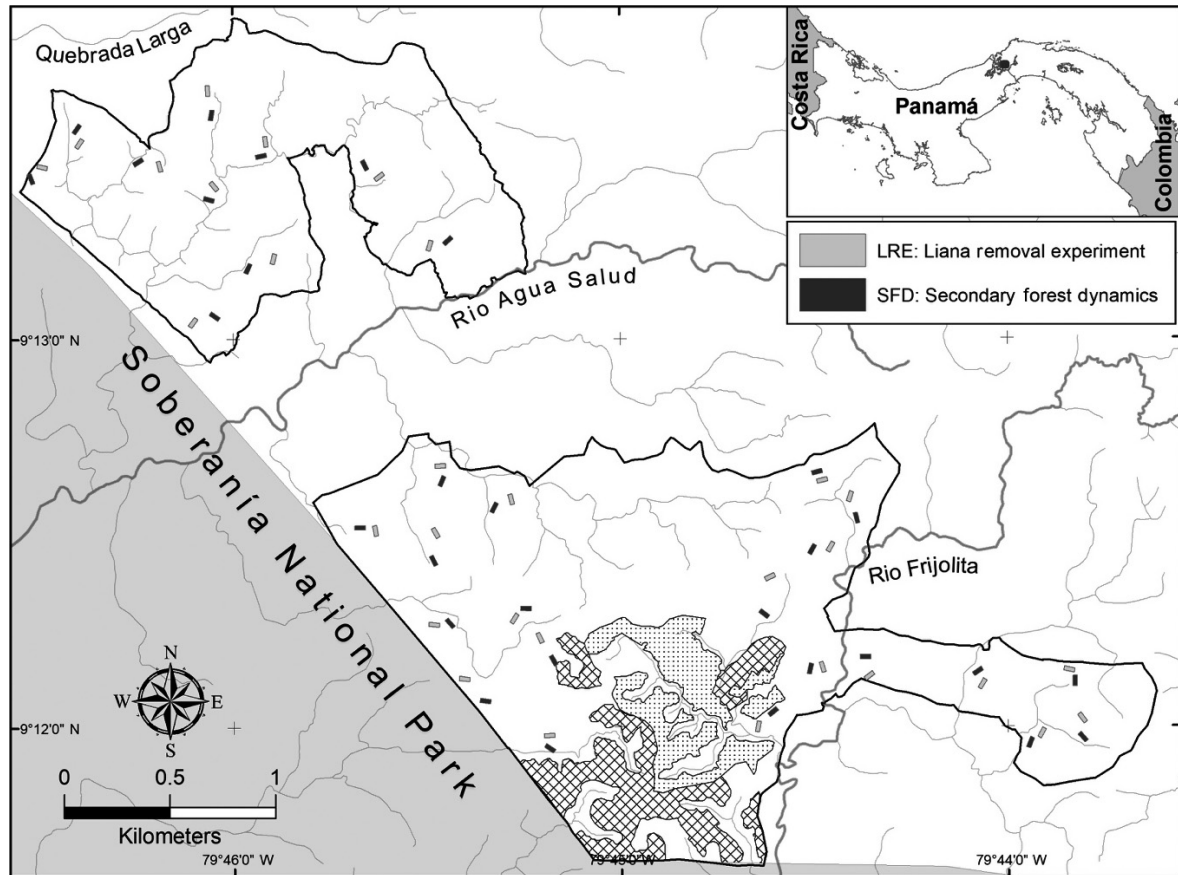 Quebrada Larga
Costa Rica
Panamá
Colombia
LRE: Liana removal experiment
SFD: Secondary forest dynamics
Rio Agua Salud
9°13'0" N
Soberanía National Park
Rio Frijolita
N
W E
S
9°12'0" N
0 0.5 1
Kilometers
79°46'0" W
79°45'0" W
79°44'0" W